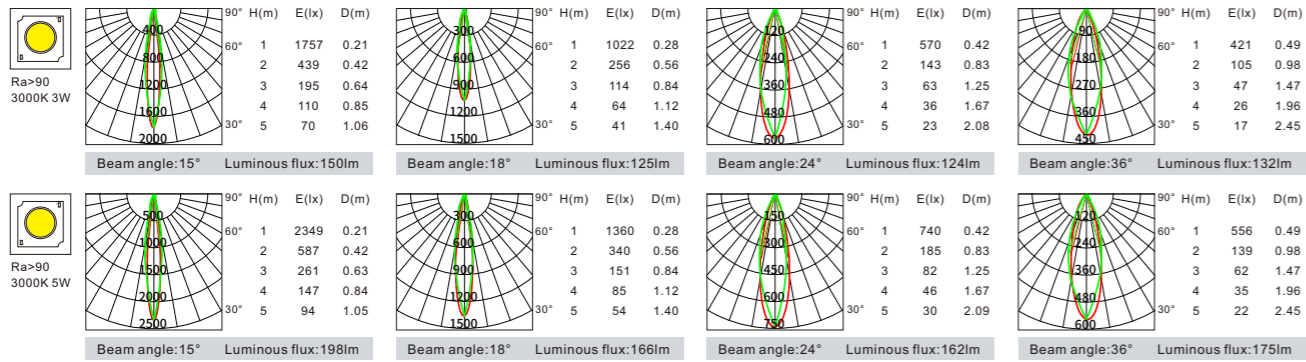 Ra>90
3000K 3W
400
800
1200
1600
2000
90°
60°
30°
H(m) E(lx) D(m)
1 1757 0.21
2 439 0.42
3 195 0.64
4 110 0.85
5 70 1.06
Beam angle:15° Luminous flux:150lm
300
600
900
1200
1500
90°
60°
30°
H(m) E(lx) D(m)
1 1022 0.28
2 256 0.56
3 114 0.84
4 64 1.12
5 41 1.40
Beam angle:18° Luminous flux:125lm
120
240
360
480
600
90°
60°
30°
H(m) E(lx) D(m)
1 570 0.42
2 143 0.83
3 63 1.25
4 36 1.67
5 23 2.08
Beam angle:24° Luminous flux:124lm
90
180
270
360
450
90°
60°
30°
H(m) E(lx) D(m)
1 421 0.49
2 105 0.98
3 47 1.47
4 26 1.96
5 17 2.45
Beam angle:36° Luminous flux:132lm
Ra>90
3000K 5W
500
1000
1500
2000
2500
90°
60°
30°
H(m) E(lx) D(m)
1 2349 0.21
2 587 0.42
3 261 0.63
4 147 0.84
5 94 1.05
Beam angle:15° Luminous flux:198lm
300
600
900
1200
1500
90°
60°
30°
H(m) E(lx) D(m)
1 1360 0.28
2 340 0.56
3 151 0.84
4 85 1.12
5 54 1.40
Beam angle:18° Luminous flux:166lm
150
300
450
600
750
90°
60°
30°
H(m) E(lx) D(m)
1 740 0.42
2 185 0.83
3 82 1.25
4 46 1.67
5 30 2.09
Beam angle:24° Luminous flux:162lm
120
240
360
480
600
90°
60°
30°
H(m) E(lx) D(m)
1 556 0.49
2 139 0.98
3 62 1.47
4 35 1.96
5 22 2.45
Beam angle:36° Luminous flux:175lm